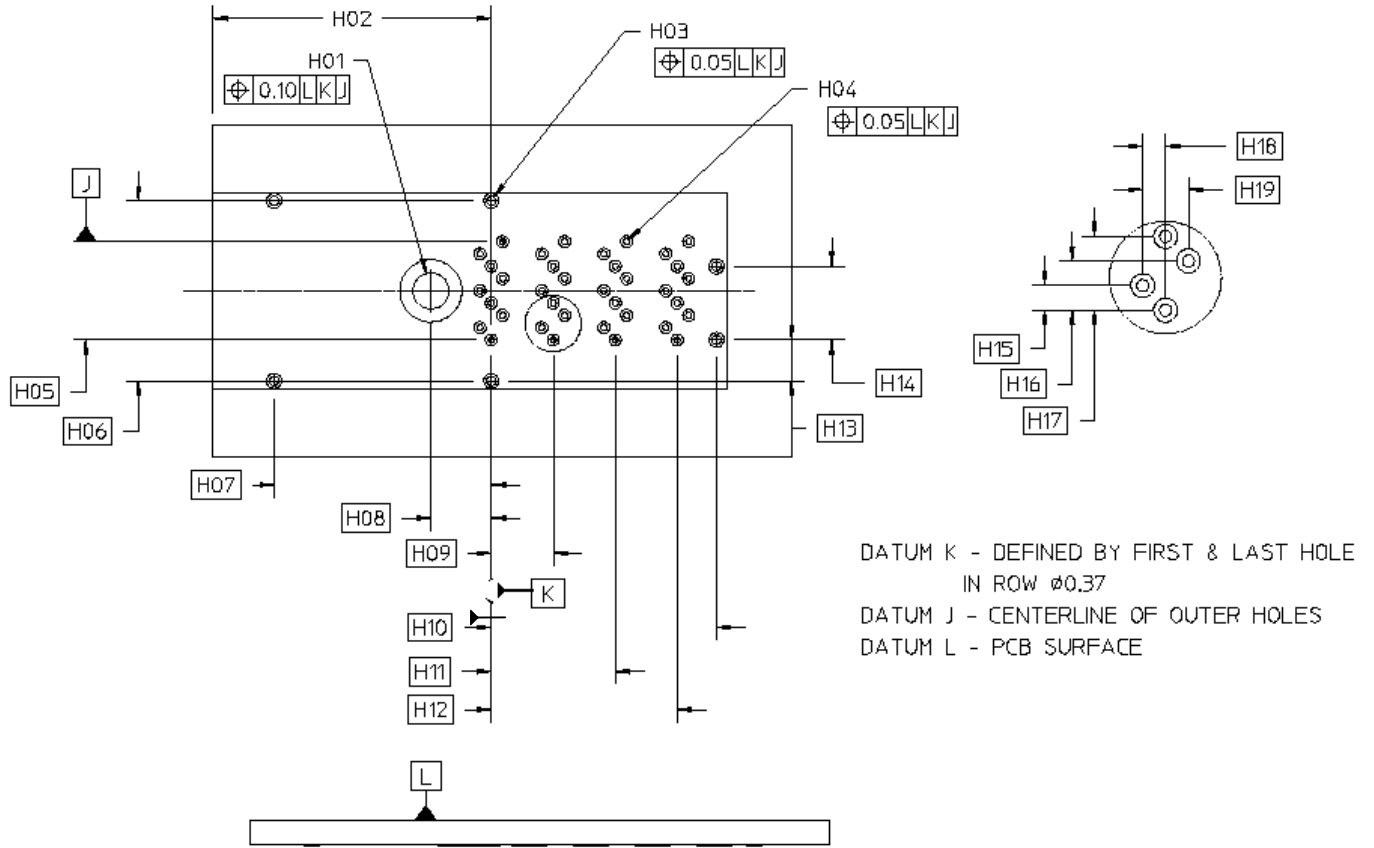 H02
H03
⌖ 0.05 L K J
H01
⌖ 0.10 L K J
H04
⌖ 0.05 L K J
J
H18
H19
H15
H16
H17
H05
H06
H14
H13
H07
H08
H09
K
H10
H11
H12
DATUM K - DEFINED BY FIRST & LAST HOLE
IN ROW ø0.37
DATUM J - CENTERLINE OF OUTER HOLES
DATUM L - PCB SURFACE
L